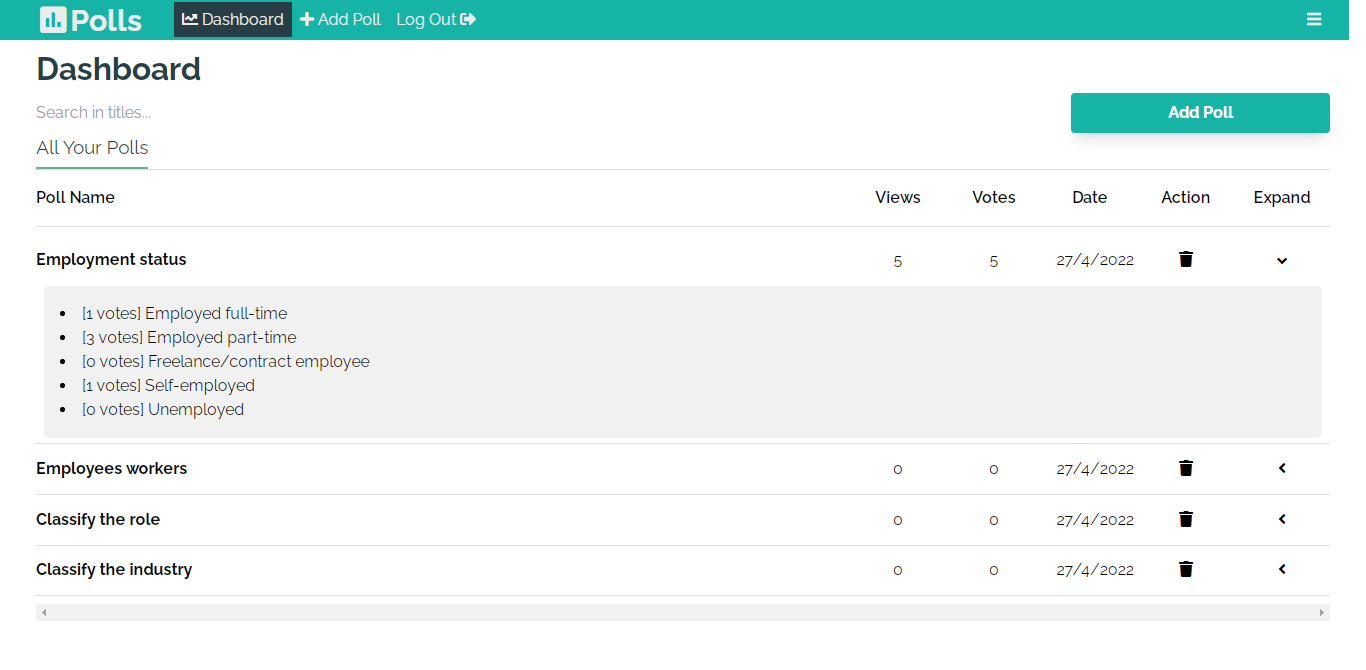 Polls Dashboard Add Poll Log Out
Dashboard
Search in titles...
Add Poll
All Your Polls
Poll Name Views Votes Date Action Expand
Employment status 5 5 27/4/2022
[1 votes] Employed full-time
[3 votes] Employed part-time
[0 votes] Freelance/contract employee
[1 votes] Self-employed
[0 votes] Unemployed
Employees workers 0 0 27/4/2022
Classify the role 0 0 27/4/2022
Classify the industry 0 0 27/4/2022